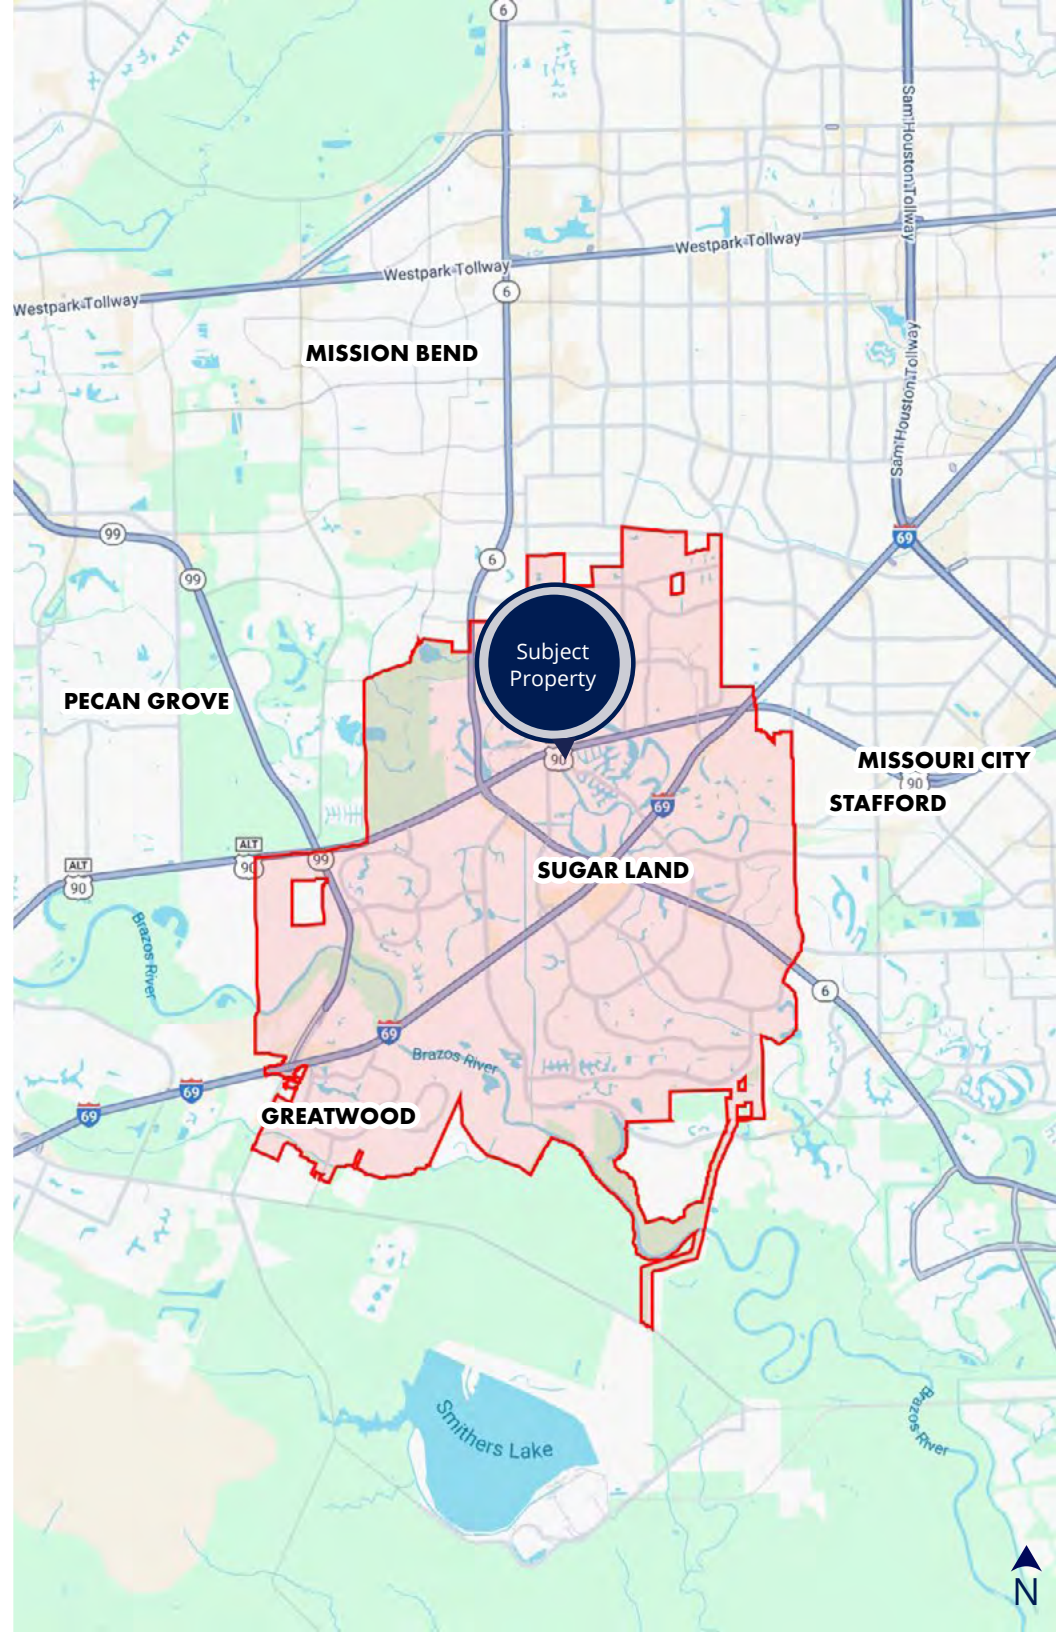 6
Sam Houston Tollway
Westpark Tollway
Westpark Tollway
Westpark Tollway
6
MISSION BEND
Sam Houston Tollway
99
69
6
99
Subject
Property
PECAN GROVE
90
MISSOURI CITY
90
69
STAFFORD
ALT
90
99
ALT
90
SUGAR LAND
Brazos River
6
69
Brazos River
69
69
GREATWOOD
Brazos River
Smithers Lake
N